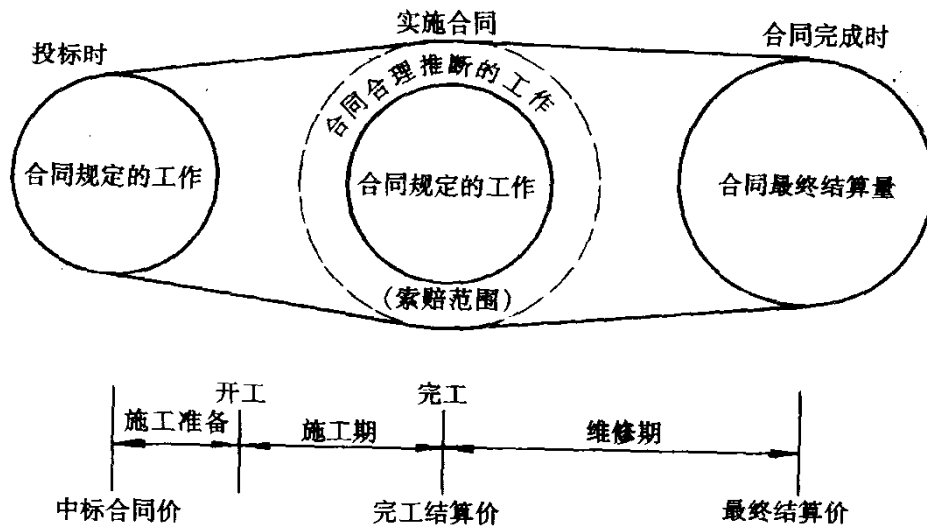 投标时
实施合同
合同完成时
合同合理推断的工作
合同规定的工作
合同规定的工作
合同最终结算量
(索赔范围)
开工
完工
施工准备
施工期
维修期
中标合同价
完工结算价
最终结算价